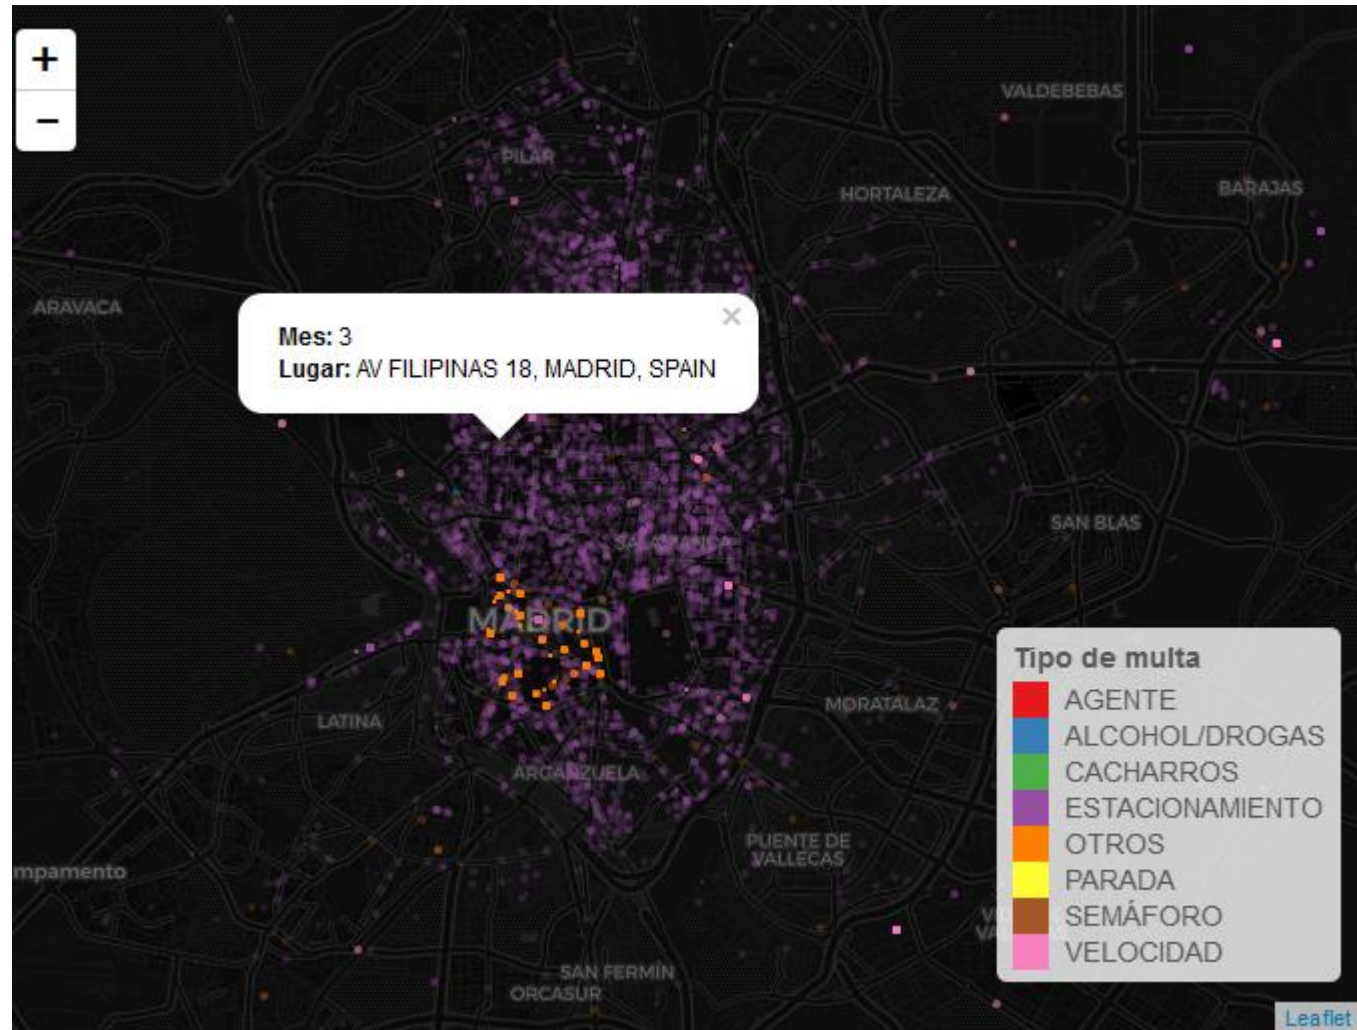 +
−
VALDEBEBAS
PILAR
HORTALEZA
BARAJAS
ARAVACA
×
Mes: 3
Lugar: AV FILIPINAS 18, MADRID, SPAIN
SAN BLAS
SALAMANCA
MADRID
LATINA
MORATALAZ
ARGANZUELA
PUENTE DE
VALLECAS
mpamento
SAN FERMÍN
ORCASUR
Tipo de multa
AGENTE
ALCOHOL/DROGAS
CACHARROS
ESTACIONAMIENTO
OTROS
PARADA
SEMÁFORO
VELOCIDAD
Leaflet